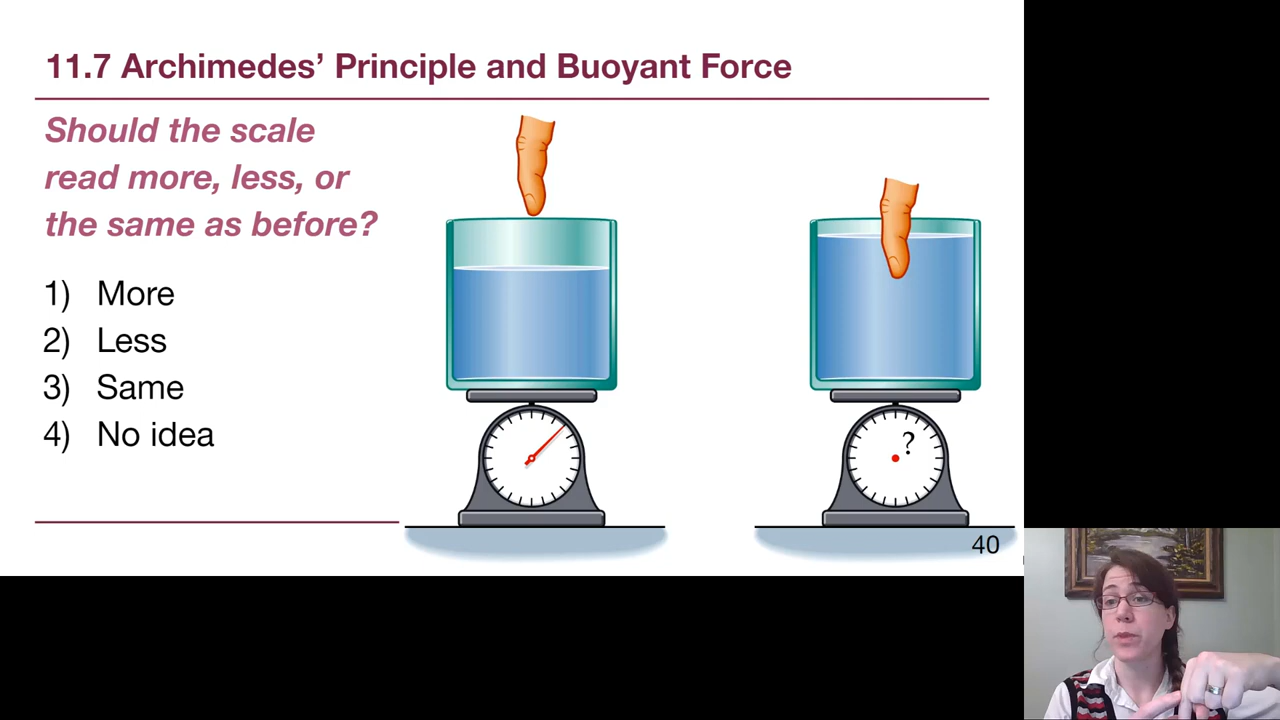 11.7 Archimedes’ Principle and Buoyant Force
Should the scale
read more, less, or
the same as before?
1) More
2) Less
3) Same
4) No idea
?
40